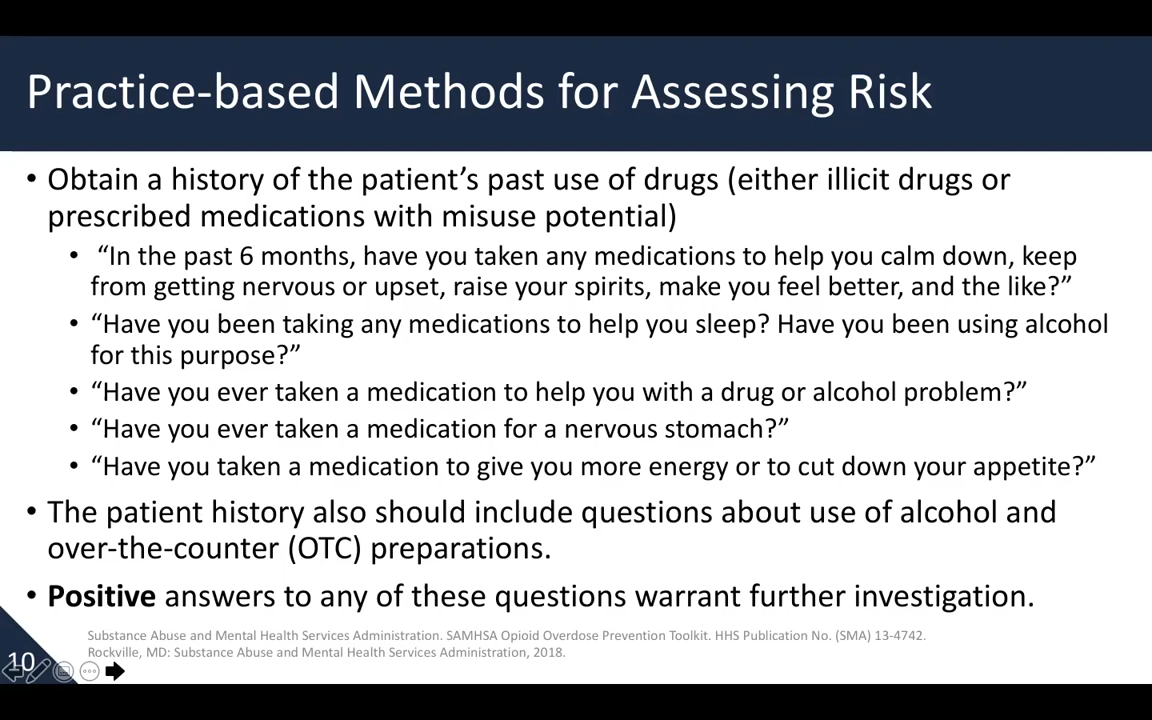 Practice-based Methods for Assessing Risk
• Obtain a history of the patient’s past use of drugs (either illicit drugs or
prescribed medications with misuse potential)
• “In the past 6 months, have you taken any medications to help you calm down, keep
from getting nervous or upset, raise your spirits, make you feel better, and the like?”
• “Have you been taking any medications to help you sleep? Have you been using alcohol
for this purpose?”
• “Have you ever taken a medication to help you with a drug or alcohol problem?”
• “Have you ever taken a medication for a nervous stomach?”
• “Have you taken a medication to give you more energy or to cut down your appetite?”
• The patient history also should include questions about use of alcohol and
over-the-counter (OTC) preparations.
• Positive answers to any of these questions warrant further investigation.
Substance Abuse and Mental Health Services Administration. SAMHSA Opioid Overdose Prevention Toolkit. HHS Publication No. (SMA) 13-4742.
Rockville, MD: Substance Abuse and Mental Health Services Administration, 2018.
10